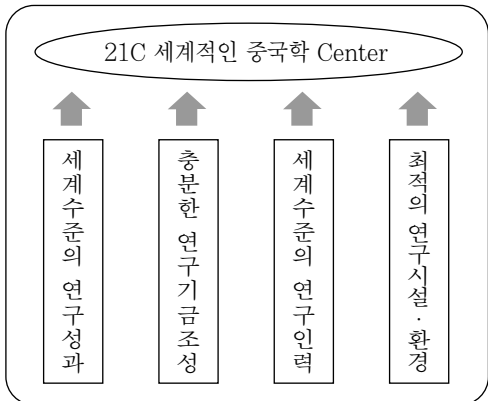 21C 세계적인 중국학 Center
세계수준의 연구성과
충분한 연구기금조성
세계수준의 연구인력
최적의 연구시설·환경